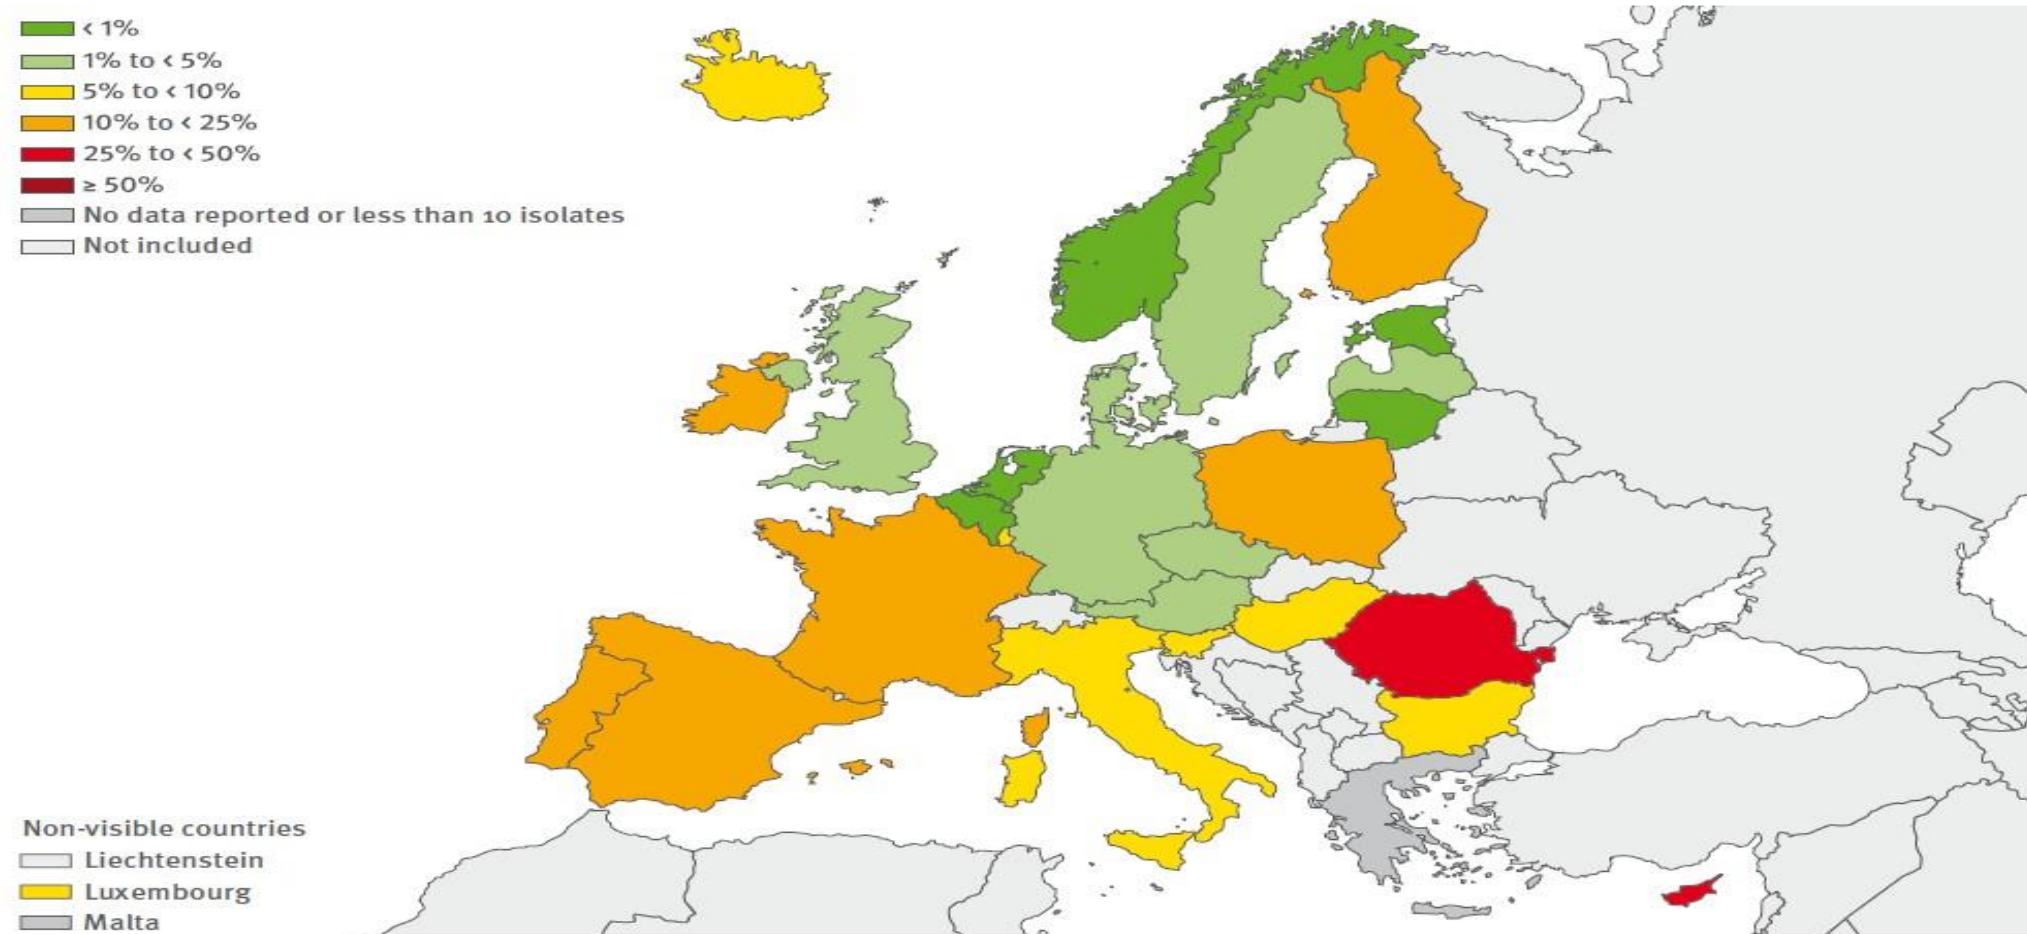 < 1%
1% to < 5%
5% to < 10%
10% to < 25%
25% to < 50%
≥ 50%
No data reported or less than 10 isolates
Not included
Non-visible countries
Liechtenstein
Luxembourg
Malta